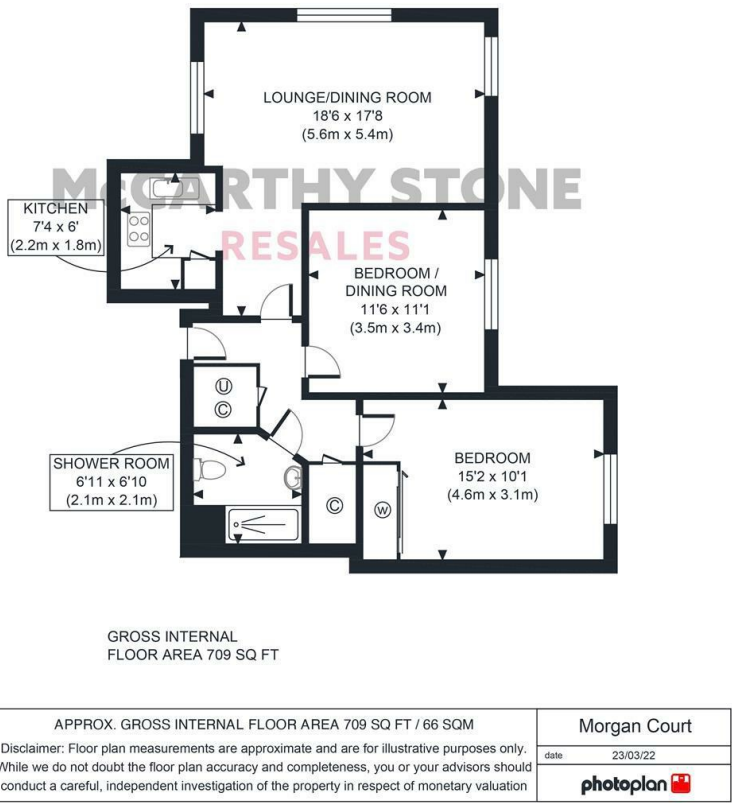 LOUNGE/DINING ROOM
18'6 x 17'8
(5.6m x 5.4m)
McCARTHY STONE
RESALES
KITCHEN
7'4 x 6'
(2.2m x 1.8m)
BEDROOM /
DINING ROOM
11'6 x 11'1
(3.5m x 3.4m)
U
C
SHOWER ROOM
6'11 x 6'10
(2.1m x 2.1m)
BEDROOM
15'2 x 10'1
(4.6m x 3.1m)
C
W
GROSS INTERNAL
FLOOR AREA 709 SQ FT
APPROX. GROSS INTERNAL FLOOR AREA 709 SQ FT / 66 SQM
Disclaimer: Floor plan measurements are approximate and are for illustrative purposes only.
While we do not doubt the floor plan accuracy and completeness, you or your advisors should
conduct a careful, independent investigation of the property in respect of monetary valuation
Morgan Court
date 23/03/22
photoplan